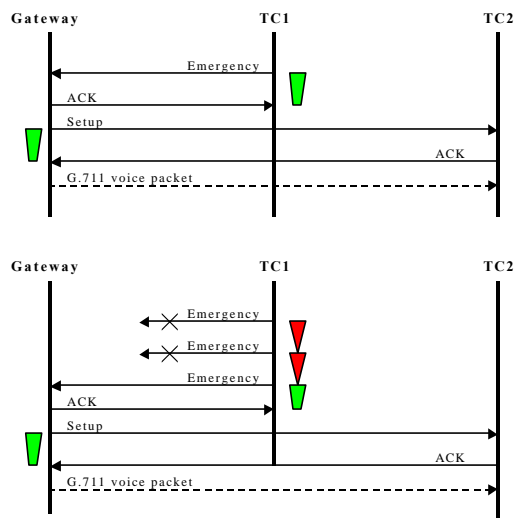 Gateway TC1 TC2
Emergency
ACK
Setup
ACK
G.711 voice packet
Gateway TC1 TC2
Emergency
Emergency
Emergency
ACK
Setup
ACK
G.711 voice packet